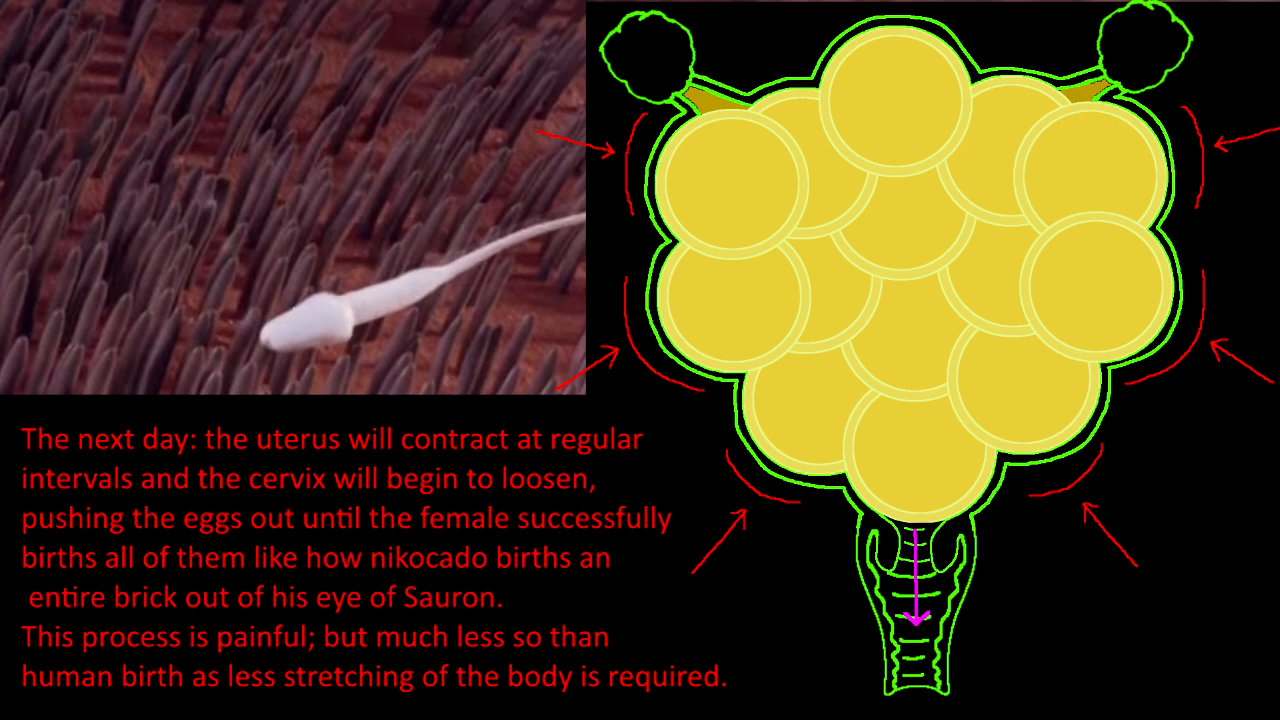 The next day: the uterus will contract at regular
intervals and the cervix will begin to loosen,
pushing the eggs out until the female successfully
births all of them like how nikocado births an
entire brick out of his eye of Sauron.
This process is painful; but much less so than
human birth as less stretching of the body is required.